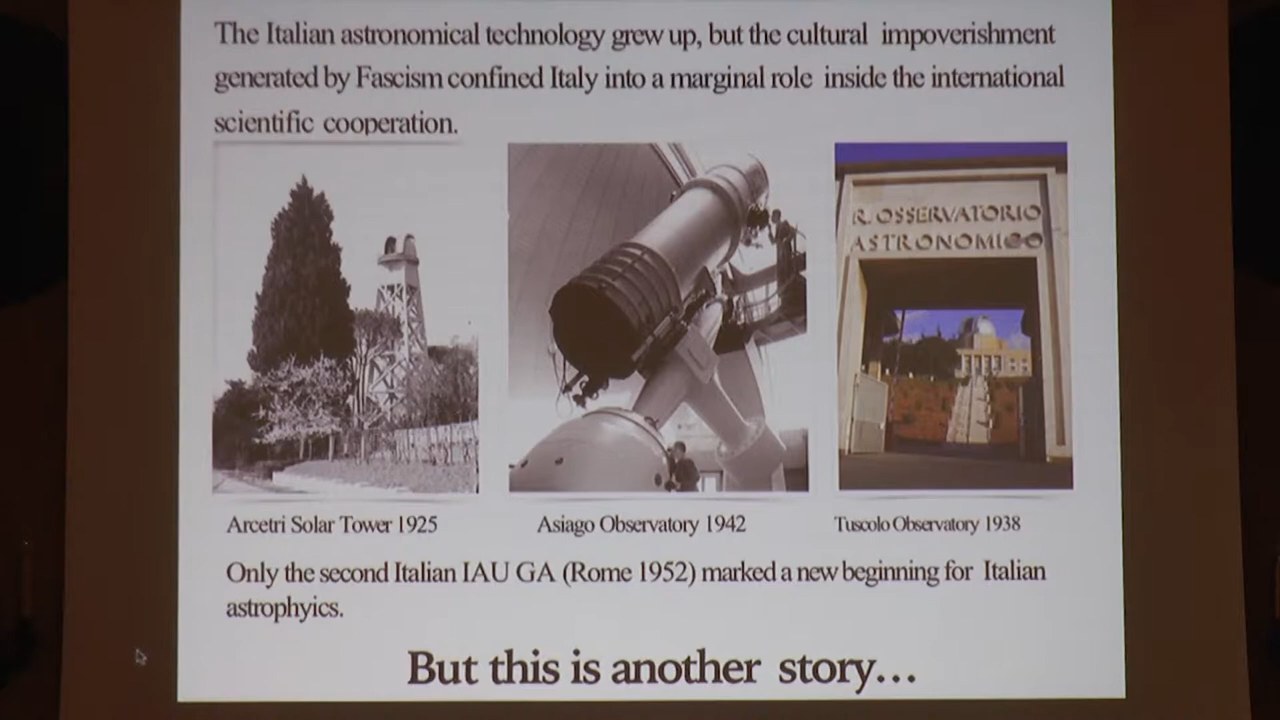 The Italian astronomical technology grew up, but the cultural impoverishment
generated by Fascism confined Italy into a marginal role inside the international
scientific cooperation.
R. OSSERVATORIO
ASTRONOMICO
Arcetri Solar Tower 1925
Asiago Observatory 1942
Tuscolo Observatory 1938
Only the second Italian IAU GA (Rome 1952) marked a new beginning for Italian
astrophyics.
But this is another story...